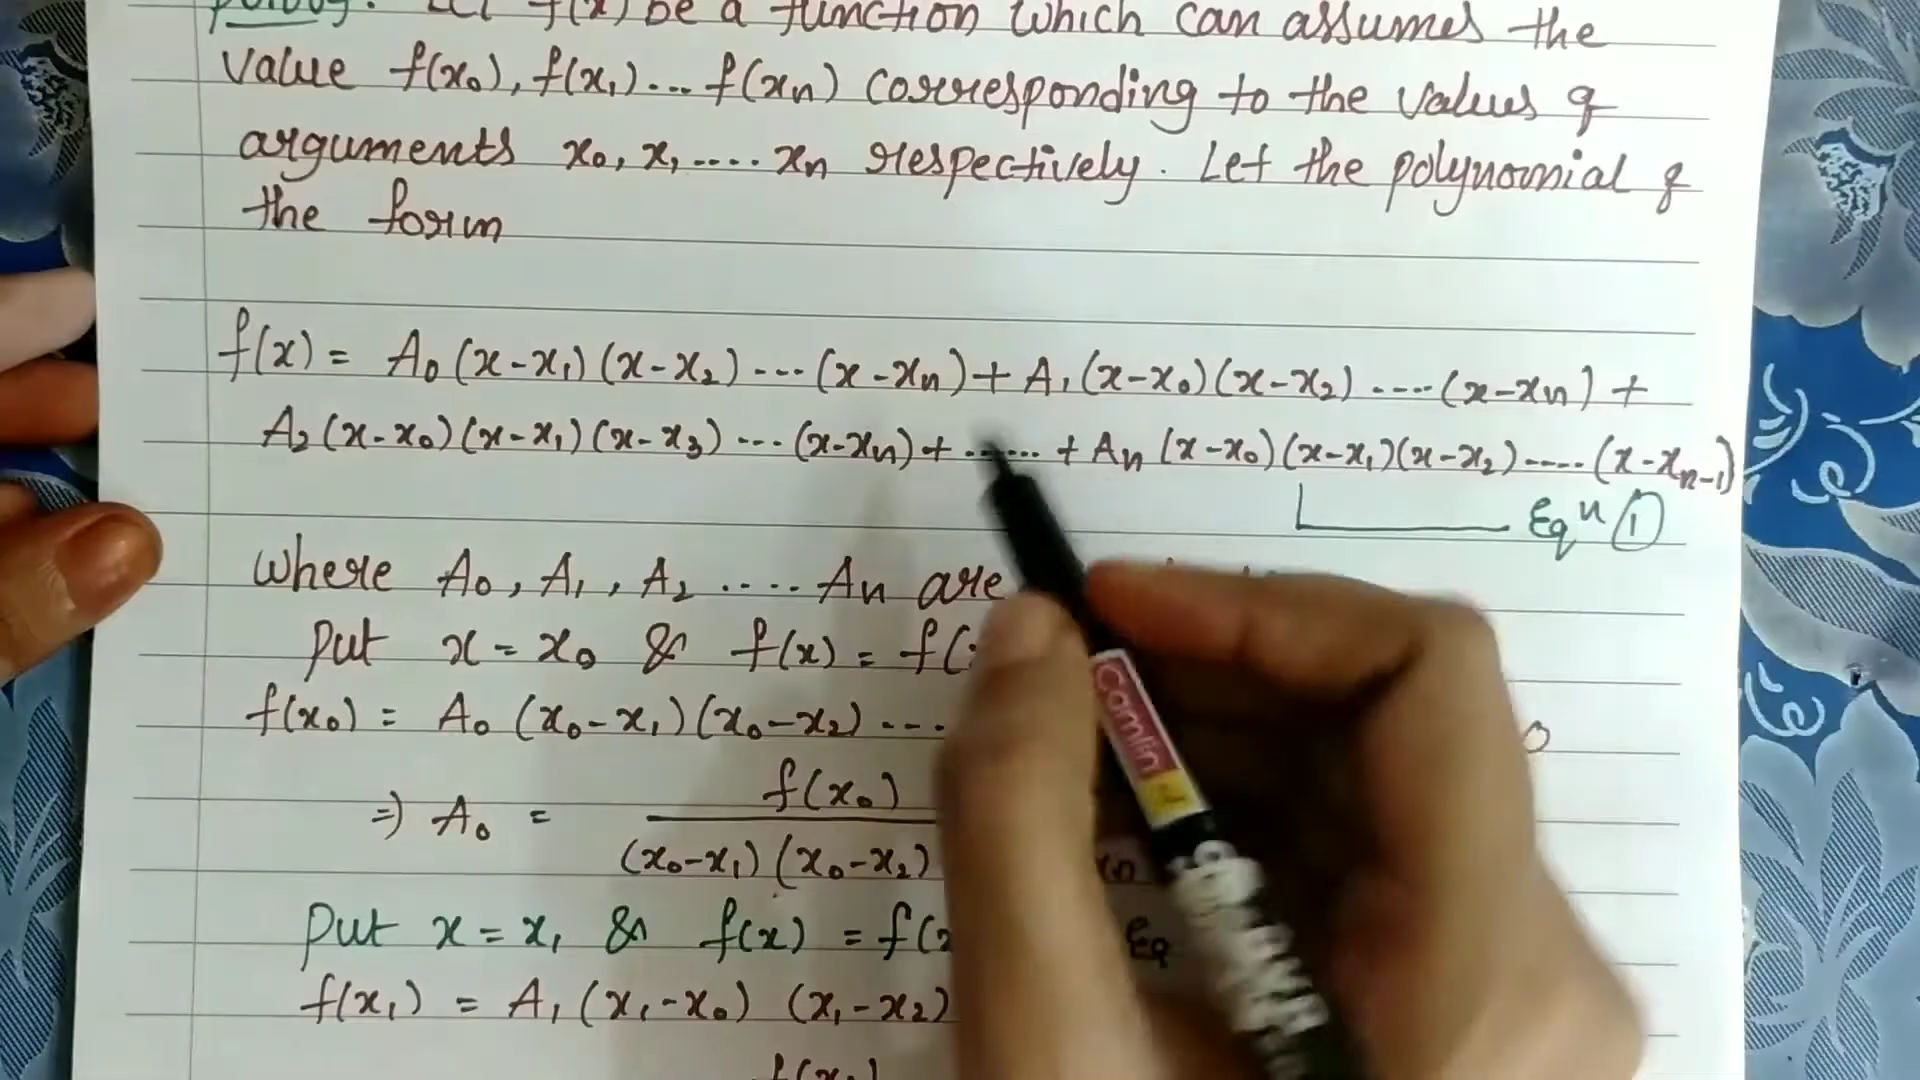 Let f(x) be a function which can assumes the
value f(x₀), f(x₁)... f(xn) corresponding to the values of
arguments x₀, x₁ .... xn respectively. Let the polynomial of
the form
f(x) = A₀ (x-x₁) (x-x₂) ... (x-xn) + A₁ (x-x₀) (x-x₂) .... (x-xn) +
A₂ (x-x₀) (x-x₁) (x-x₃) ... (x-xn) + ...... + An (x-x₀) (x-x₁) (x-x₂) .... (x-xn-1)
Eqⁿ ①
where A₀, A₁, A₂ .... An are
put x = x₀ & f(x) = f(
f(x₀) = A₀ (x₀-x₁) (x₀-x₂) ...
⇒ A₀ = f(x₀)
(x₀-x₁) (x₀-x₂)
Put x = x₁ & f(x) = f(x Eq
f(x₁) = A₁ (x₁-x₀) (x₁-x₂)
Camlin